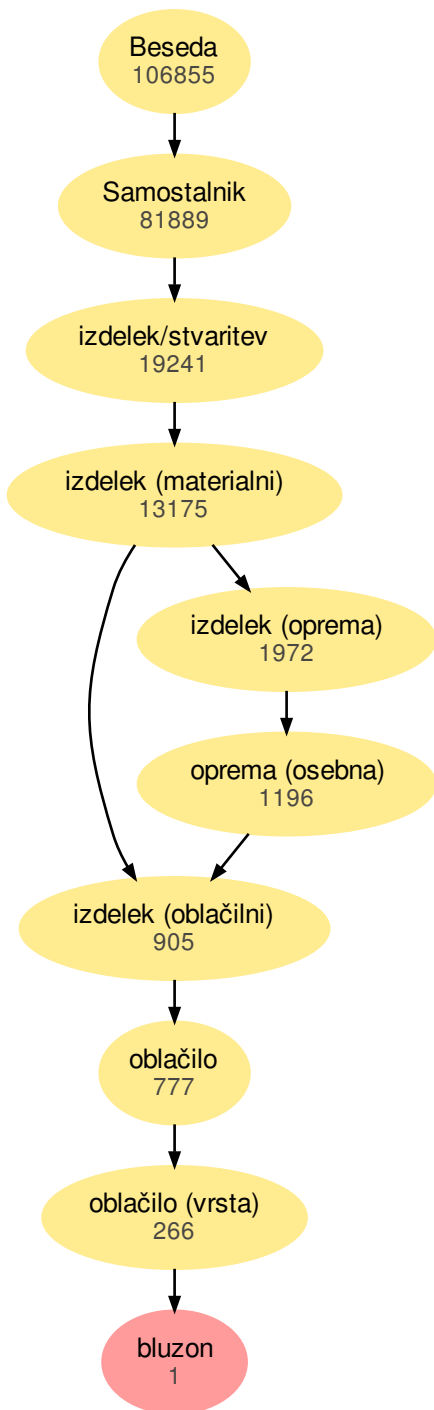 Beseda
106855
Samostalnik
81889
izdelek/stvaritev
19241
izdelek (materialni)
13175
izdelek (oprema)
1972
oprema (osebna)
1196
izdelek (oblačilni)
905
oblačilo
777
oblačilo (vrsta)
266
bluzon
1